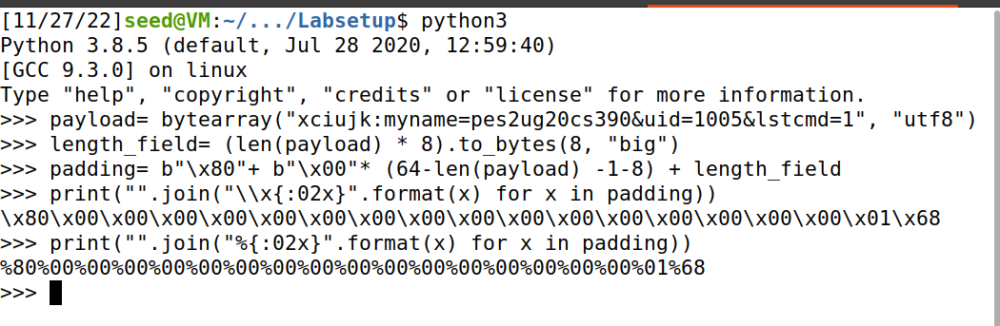 [11/27/22]seed@VM:~/.../Labsetup$ python3
Python 3.8.5 (default, Jul 28 2020, 12:59:40)
[GCC 9.3.0] on linux
Type "help", "copyright", "credits" or "license" for more information.
>>> payload= bytearray("xciujk:myname=pes2ug20cs390&uid=1005&lstcmd=1", "utf8")
>>> length_field= (len(payload) * 8).to_bytes(8, "big")
>>> padding= b"\x80"+ b"\x00"* (64-len(payload) -1-8) + length_field
>>> print("".join("\\x{:02x}".format(x) for x in padding))
\x80\x00\x00\x00\x00\x00\x00\x00\x00\x00\x00\x00\x00\x00\x00\x00\x00\x01\x68
>>> print("".join("%{:02x}".format(x) for x in padding))
%80%00%00%00%00%00%00%00%00%00%00%00%00%00%00%00%00%01%68
>>>